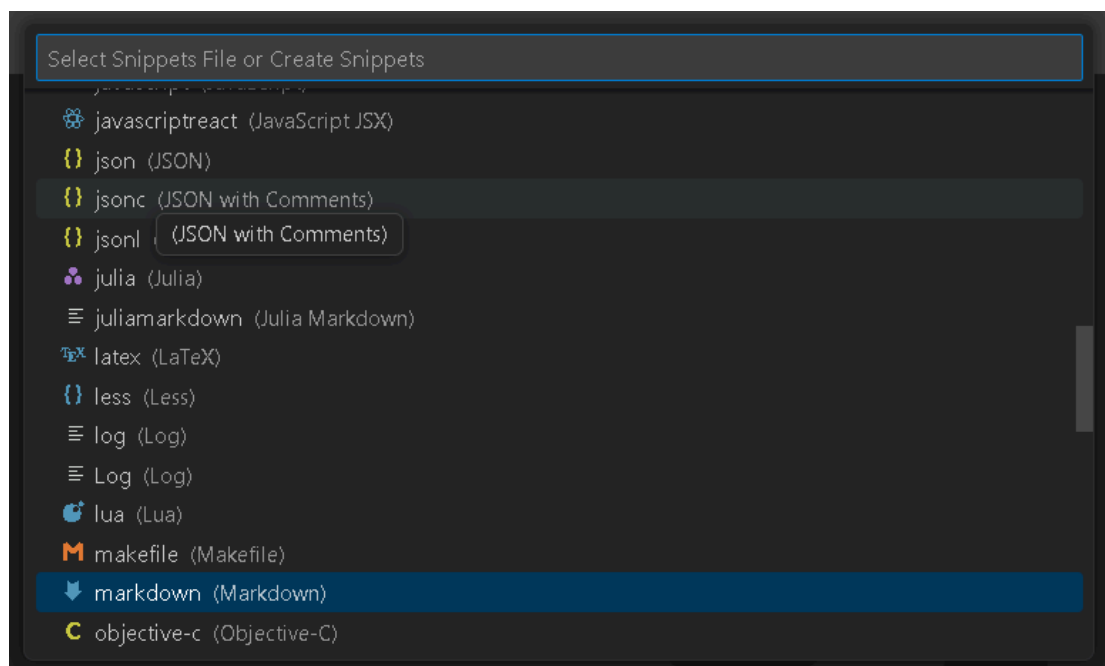 Select Snippets File or Create Snippets
javascriptreact (JavaScript JSX)
json (JSON)
jsonc (JSON with Comments)
jsonl
(JSON with Comments)
julia (Julia)
juliamarkdown (Julia Markdown)
TEX latex (LaTeX)
less (Less)
log (Log)
Log (Log)
lua (Lua)
makefile (Makefile)
markdown (Markdown)
objective-c (Objective-C)